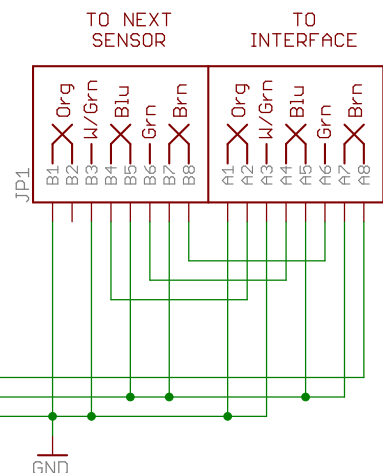 TO NEXT
SENSOR
TO
INTERFACE
Org
W/Grn
Blu
Grn
Brn
Org
W/Grn
Blu
Grn
Brn
JP1
B1
B2
B3
B4
B5
B6
B7
B8
A1
A2
A3
A4
A5
A6
A7
A8
GND